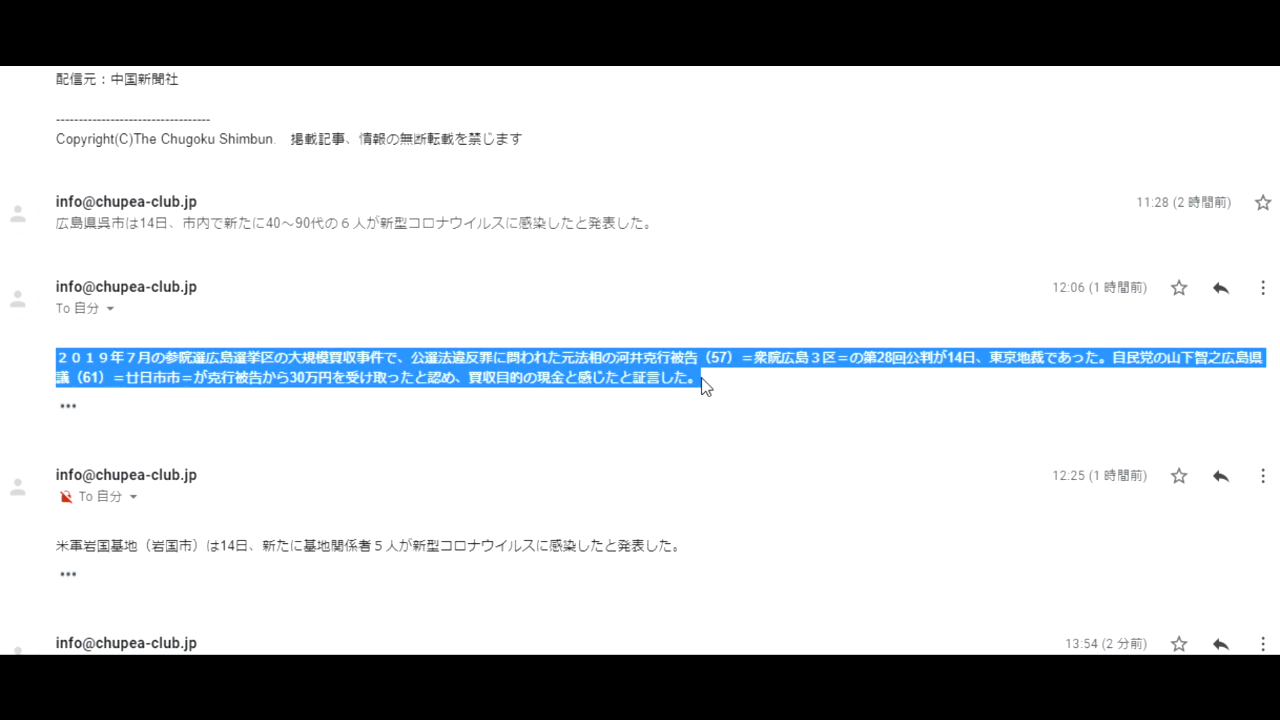 配信元：中国新聞社
----------------------------------
Copyright(C)The Chugoku Shimbun.　掲載記事、情報の無断転載を禁じます
info@chupea-club.jp
11:28 (2 時間前)
広島県呉市は14日、市内で新たに40～90代の６人が新型コロナウイルスに感染したと発表した。
info@chupea-club.jp
12:06 (1 時間前)
To 自分
２０１９年７月の参院選広島選挙区の大規模買収事件で、公選法違反罪に問われた元法相の河井克行被告（57）＝衆院広島３区＝の第28回公判が14日、東京地裁であった。自民党の山下智之広島県
議（61）＝廿日市市＝が克行被告から30万円を受け取ったと認め、買収目的の現金と感じたと証言した。
info@chupea-club.jp
12:25 (1 時間前)
To 自分
米軍岩国基地（岩国市）は14日、新たに基地関係者５人が新型コロナウイルスに感染したと発表した。
info@chupea-club.jp
13:54 (2 分前)